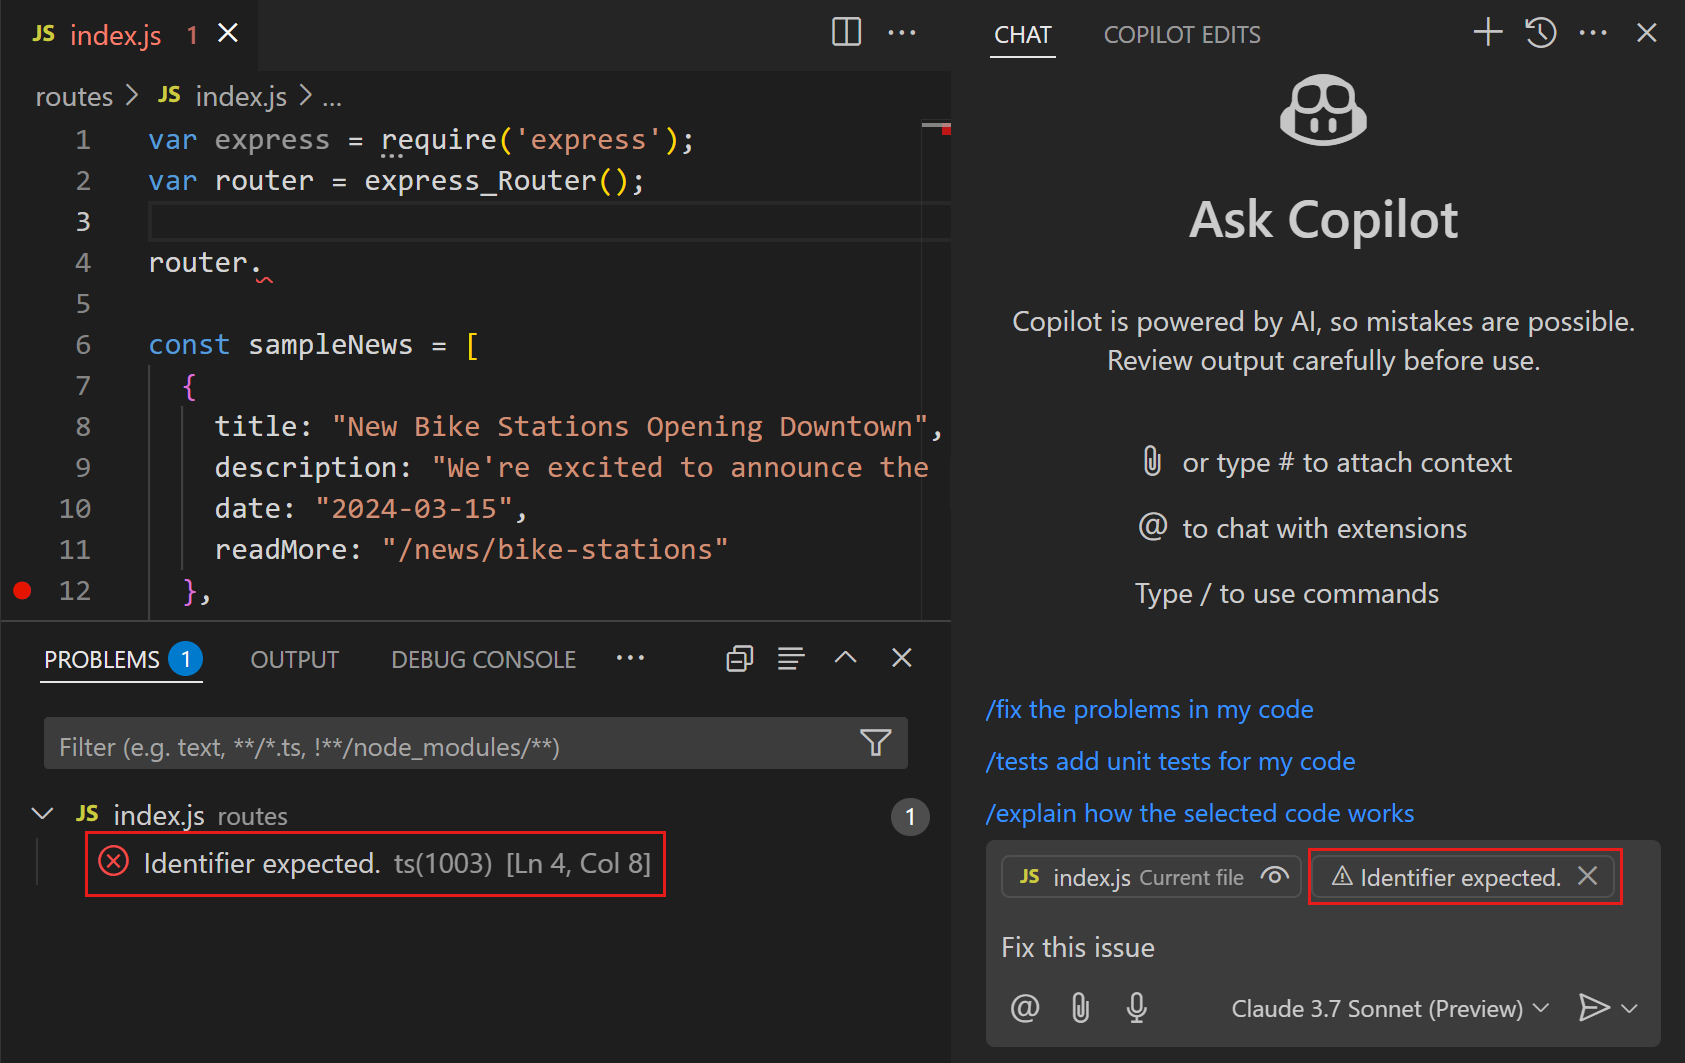 JS index.js 1
routes > JS index.js > ...
1 var express = require('express');
2 var router = express_Router();
3
4 router.
5
6 const sampleNews = [
7 {
8 title: "New Bike Stations Opening Downtown",
9 description: "We're excited to announce the
10 date: "2024-03-15",
11 readMore: "/news/bike-stations"
12 },
PROBLEMS 1 OUTPUT DEBUG CONSOLE
Filter (e.g. text, **/*.ts, !**/node_modules/**)
JS index.js routes 1
Identifier expected. ts(1003) [Ln 4, Col 8]
CHAT COPILOT EDITS
Ask Copilot
Copilot is powered by AI, so mistakes are possible.
Review output carefully before use.
or type # to attach context
@ to chat with extensions
Type / to use commands
/fix the problems in my code
/tests add unit tests for my code
/explain how the selected code works
JS index.js Current file Identifier expected.
Fix this issue
@ Claude 3.7 Sonnet (Preview)